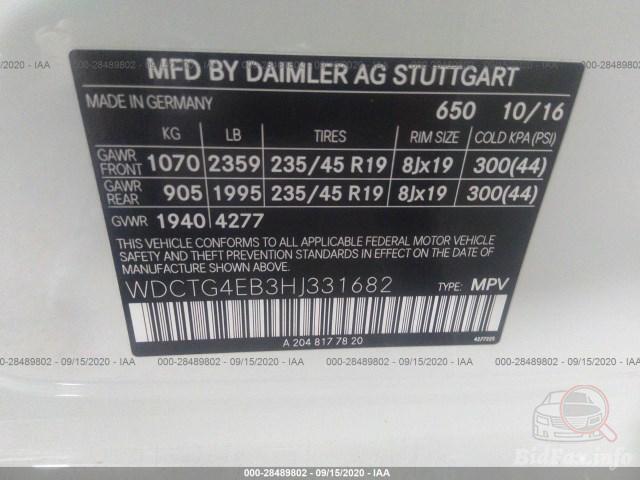 09/15/2020 - IAA 000-28489802 - 09/15/2020 - IAA 000-28489802 - 09/15/2020 - IAA
MFD BY DAIMLER AG STUTTGART
MADE IN GERMANY 650 10/16
KG LB TIRES RIM SIZE COLD KPA (PSI)
GAWR FRONT 1070 2359 235/45 R19 8Jx19 300(44)
GAWR REAR 905 1995 235/45 R19 8Jx19 300(44)
GVWR 1940 4277
THIS VEHICLE CONFORMS TO ALL APPLICABLE FEDERAL MOTOR VEHICLE
SAFETY AND THEFT PREVENTION STANDARDS IN EFFECT ON THE DATE OF
MANUFACTURE SHOWN ABOVE.
WDCTG4EB3HJ331682 TYPE: MPV
A 204 817 78 20
000-28489802 - 09/15/2020 - IAA
BidFax.info
000-28489802 - 09/15/2020 - IAA